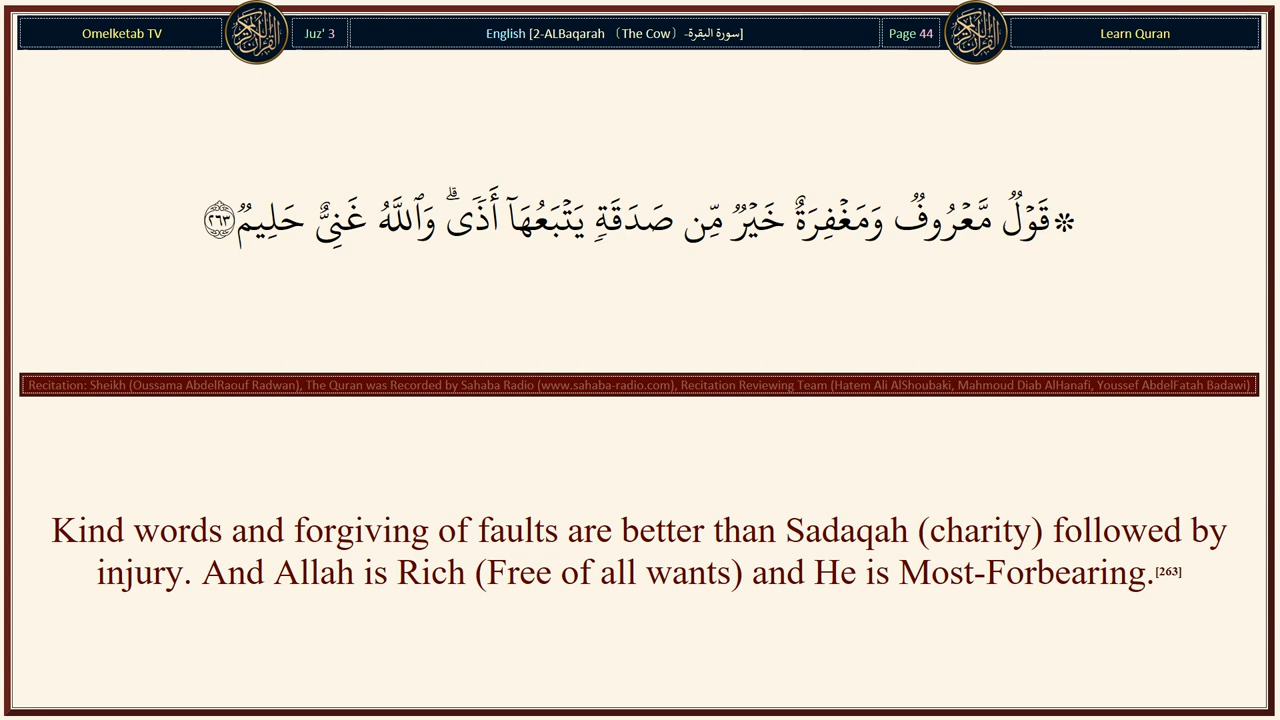 Omelketab TV
Juz' 3
English [2-ALBaqarah 〔The Cow〕 -سورة البقرة]
Page 44
Learn Quran
۞قَوۡلٞ مَّعۡرُوفٞ وَمَغۡفِرَةٌ خَيۡرٞ مِّن صَدَقَةٖ يَتۡبَعُهَآ أَذٗىۗ وَٱللَّهُ غَنِيٌّ حَلِيمٞ ٢٦٣
Recitation: Sheikh (Oussama AbdelRaouf Radwan), The Quran was Recorded by Sahaba Radio (www.sahaba-radio.com), Recitation Reviewing Team (Hatem Ali AlShoubaki, Mahmoud Diab AlHanafi, Youssef AbdelFatah Badawi)
Kind words and forgiving of faults are better than Sadaqah (charity) followed by
injury. And Allah is Rich (Free of all wants) and He is Most-Forbearing.[263]